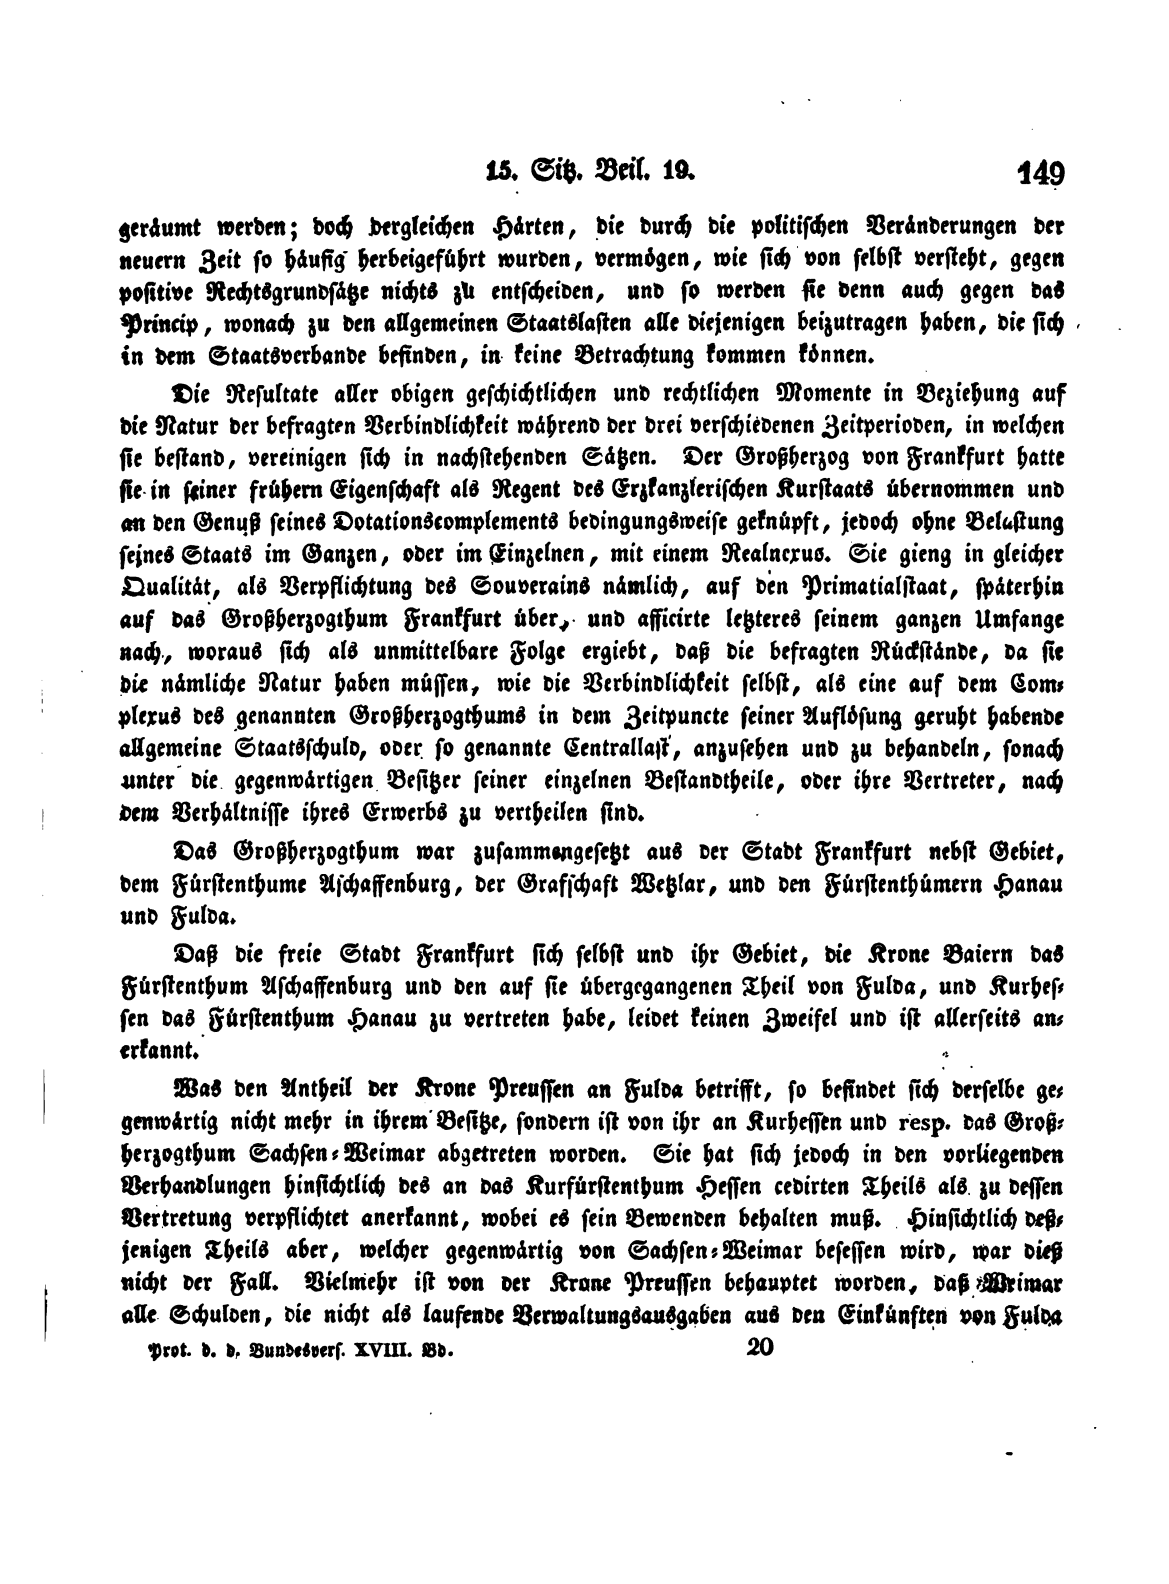 15. Sitz. Beil. 19. 149
geräumt werden; doch dergleichen Härten, die durch die politischen Veränderungen der
neuern Zeit so häufig herbeigeführt wurden, vermögen, wie sich von selbst versteht, gegen
positive Rechtsgrundsätze nichts zu entscheiden, und so werden sie denn auch gegen das
Princip, wonach zu den allgemeinen Staatslasten alle diejenigen beizutragen haben, die sich
in dem Staatsverbande befinden, in keine Betrachtung kommen können.
Die Resultate aller obigen geschichtlichen und rechtlichen Momente in Beziehung auf
die Natur der befragten Verbindlichkeit während der drei verschiedenen Zeitperioden, in welchen
sie bestand, vereinigen sich in nachstehenden Sätzen. Der Großherzog von Frankfurt hatte
sie in seiner frühern Eigenschaft als Regent des Erzkanzlerischen Kurstaats übernommen und
an den Genuß seines Dotationscomplements bedingungsweise geknüpft, jedoch ohne Belastung
seines Staats im Ganzen, oder im Einzelnen, mit einem Realnexus. Sie gieng in gleicher
Qualität, als Verpflichtung des Souverains nämlich, auf den Primatialstaat, späterhin
auf das Großherzogthum Frankfurt über, und afficirte letzteres seinem ganzen Umfange
nach, woraus sich als unmittelbare Folge ergiebt, daß die befragten Rückstände, da sie
die nämliche Natur haben müssen, wie die Verbindlichkeit selbst, als eine auf dem Com-
plexus des genannten Großherzogthums in dem Zeitpuncte seiner Auflösung geruht habende
allgemeine Staatsschuld, oder so genannte Centrallast, anzusehen und zu behandeln, sonach
unter die gegenwärtigen Besitzer seiner einzelnen Bestandtheile, oder ihre Vertreter, nach
dem Verhältnisse ihres Erwerbs zu vertheilen sind.
Das Großherzogthum war zusammengesetzt aus der Stadt Frankfurt nebst Gebiet,
dem Fürstenthume Aschaffenburg, der Grafschaft Wetzlar, und den Fürstenthümern Hanau
und Fulda.
Daß die freie Stadt Frankfurt sich selbst und ihr Gebiet, die Krone Baiern das
Fürstenthum Aschaffenburg und den auf sie übergegangenen Theil von Fulda, und Kurhes-
sen das Fürstenthum Hanau zu vertreten habe, leidet keinen Zweifel und ist allerseits an-
erkannt.
Was den Antheil der Krone Preussen an Fulda betrifft, so befindet sich derselbe ge-
genwärtig nicht mehr in ihrem Besitze, sondern ist von ihr an Kurhessen und resp. das Groß-
herzogthum Sachsen-Weimar abgetreten worden. Sie hat sich jedoch in den vorliegenden
Verhandlungen hinsichtlich des an das Kurfürstenthum Hessen cedirten Theils als zu dessen
Vertretung verpflichtet anerkannt, wobei es sein Bewenden behalten muß. Hinsichtlich deß-
jenigen Theils aber, welcher gegenwärtig von Sachsen-Weimar besessen wird, war dieß
nicht der Fall. Vielmehr ist von der Krone Preussen behauptet worden, daß Weimar
alle Schulden, die nicht als laufende Verwaltungsausgaben aus den Einkünften von Fulda
Prot. d. d. Bundesvers. XVIII. Bd. 20